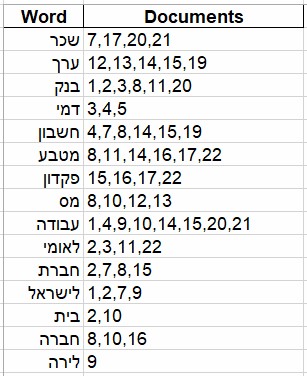 Word Documents
שכר 7,17,20,21
ערך 12,13,14,15,19
בנק 1,2,3,8,11,20
דמי 3,4,5
חשבון 4,7,8,14,15,19
מטבע 8,11,14,16,17,22
פקדון 15,16,17,22
מס 8,10,12,13
עבודה 1,4,9,10,14,15,20,21
לאומי 2,3,11,22
חברת 2,7,8,15
לישראל 1,2,7,9
בית 2,10
חברה 8,10,16
לירה 9